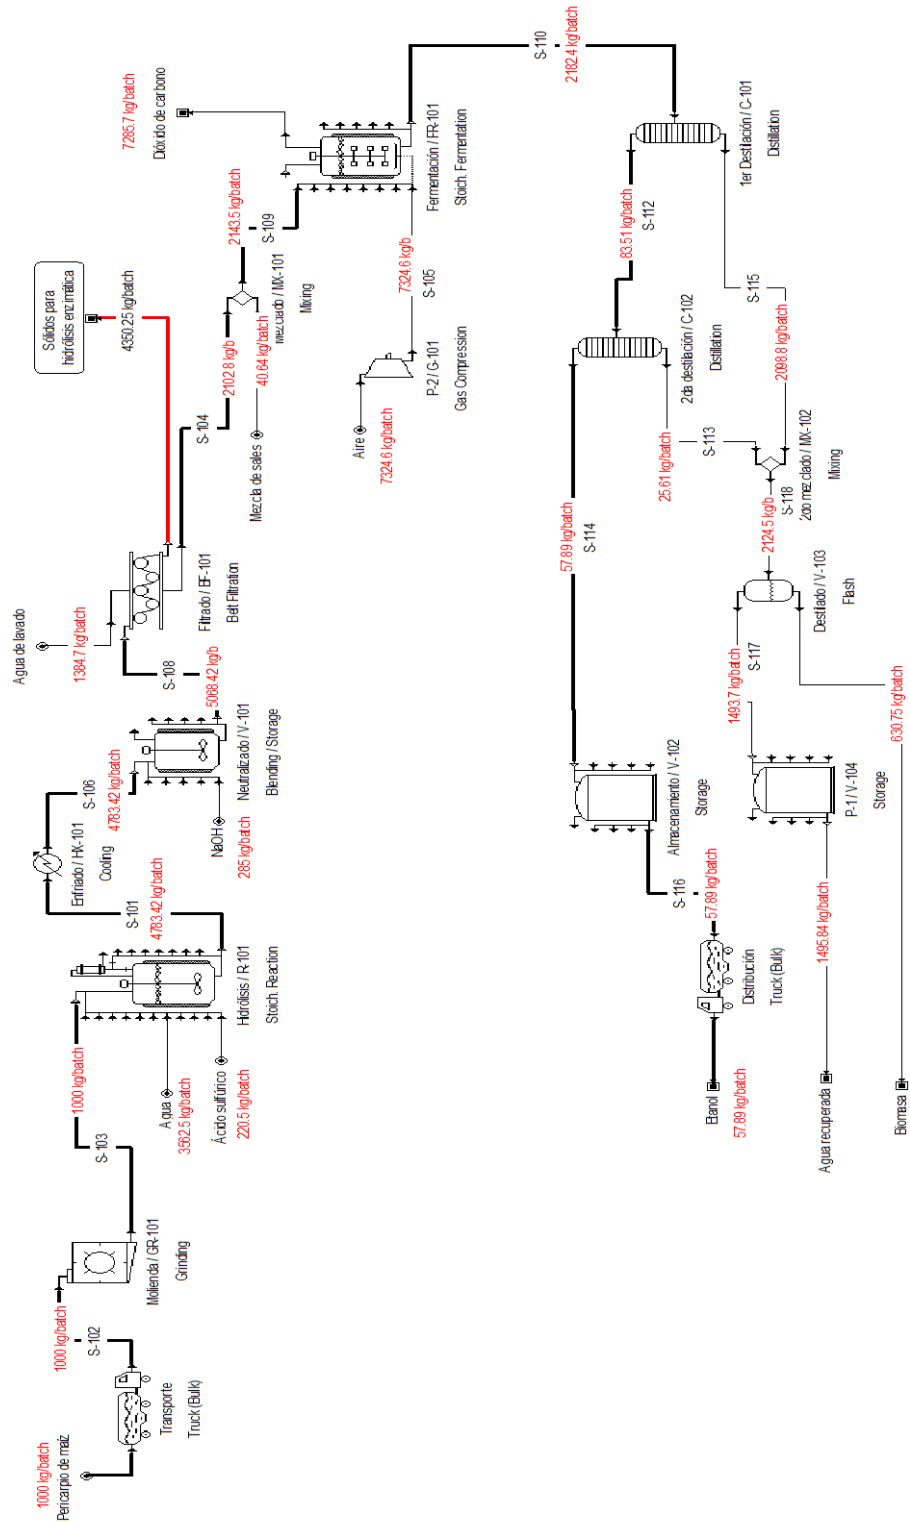 1000 kg/batch
Pericarpio de maíz
Transporte
Truck (Bulk)
1000 kg/batch
S-102
Molienda / GR-101
Grinding
S-103
1000 kg/batch
Agua
3562.5 kg/batch
Ácido sulfúrico
220.5 kg/batch
Hidrólisis / R-101
Stoich. Reaction
S-101
4783.42 kg/batch
Enfriado / HX-101
Cooling
S-106
4783.42 kg/batch
NaOH
285 kg/batch
Neutralizado / V-101
Blending / Storage
S-108
5068.42 kg/b
Agua de lavado
1384.7 kg/batch
Filtrado / BF-101
Belt Filtration
Sólidos para
hidrólisis enzimática
4350.25 kg/batch
S-104
2102.8 kg/b
Mezcla de sales
40.64 kg/batch
Mezclado / MX-101
Mixing
2143.5 kg/batch
S-109
Aire
7324.6 kg/batch
P-2 / G-101
Gas Compression
7324.6 kg/b
S-105
7285.7 kg/batch
Dióxido de carbono
Fermentación / FR-101
Stoich. Fermentation
S-110
2182.4 kg/batch
1er Destilación / C-101
Distillation
83.51 kg/batch
S-112
S-115
2098.8 kg/batch
2da destilación / C-102
Distillation
57.89 kg/batch
S-114
25.61 kg/batch
S-113
2do mezclado / MX-102
Mixing
2124.5 kg/b
S-118
Destilado / V-103
Flash
1493.7 kg/batch
S-117
630.75 kg/batch
Almacenamiento / V-102
Storage
P-1 / V-104
Storage
S-116
57.89 kg/batch
Distribución
Truck (Bulk)
1495.84 kg/batch
Etanol
57.89 kg/batch
Agua recuperada
Biomasa